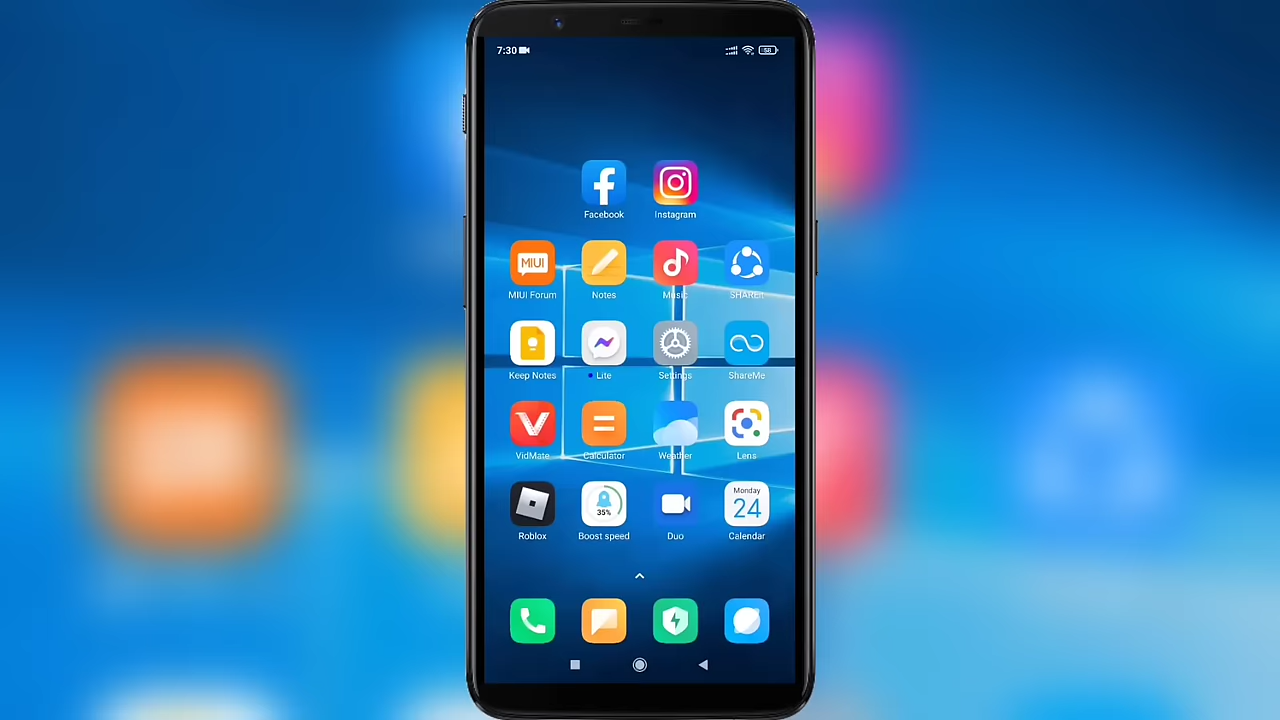 7:30
58
Facebook Instagram
MIUI
MIUI Forum Notes Music SHAREit
Keep Notes Lite Settings ShareMe
VidMate Calculator Weather Lens
35%
Monday
24
Roblox Boost speed Duo Calendar